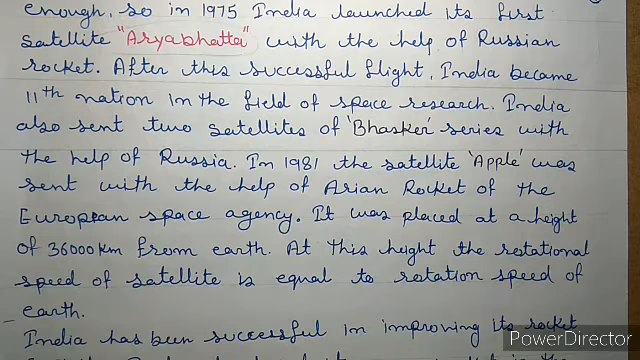 enough, so in 1975 India launched its first
satellite "Aryabhatta" with the help of Russian
rocket. After this successful flight, India became
11th nation in the field of space research. India
also sent two satellites of 'Bhasker' series with
the help of Russia. In 1981 the satellite 'Apple' was
sent with the help of Arian Rocket of the
European space agency. It was placed at a height
of 36000 km from earth. At this height the rotational
speed of satellite is equal to rotation speed of
earth.
India has been successful in improving its rocket
PowerDirector